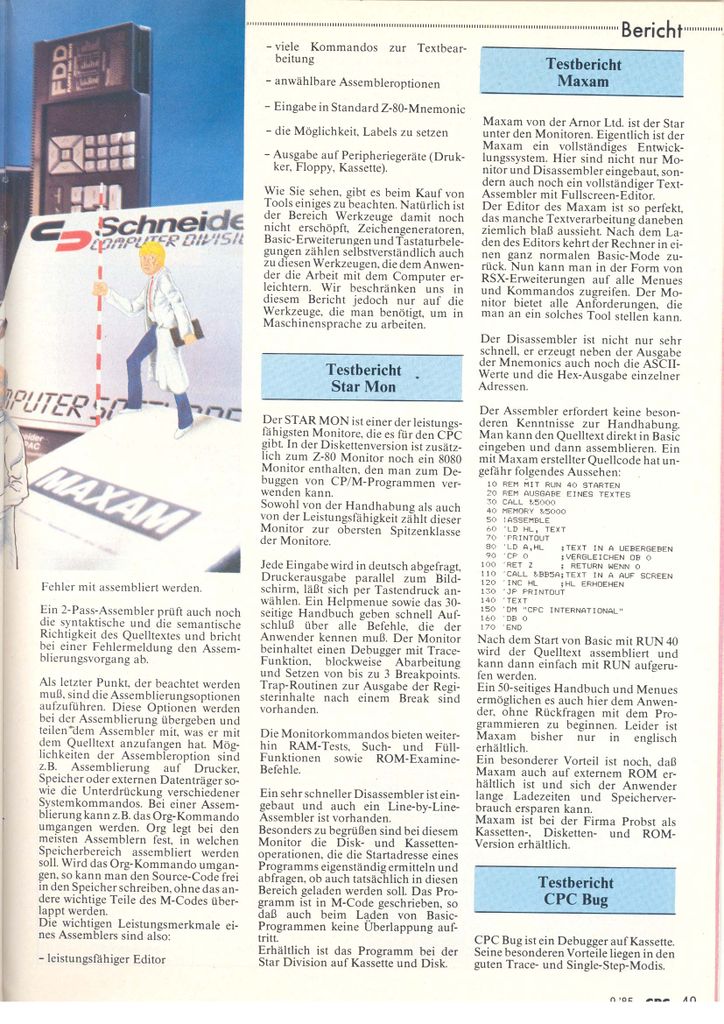 Bericht
FDD
Schneide
COMPUTER DIVISI
MAXAM
Fehler mit assembliert werden.
Ein 2-Pass-Assembler prüft auch noch
die syntaktische und die semantische
Richtigkeit des Quelltextes und bricht
bei einer Fehlermeldung den Assem-
blierungsvorgang ab.
Als letzter Punkt, der beachtet werden
muß, sind die Assemblierungsoptionen
aufzuführen. Diese Optionen werden
bei der Assemblierung übergeben und
teilen dem Assembler mit, was er mit
dem Quelltext anzufangen hat. Mög-
lichkeiten der Assembleroption sind
z.B. Assemblierung auf Drucker,
Speicher oder externen Datenträger so-
wie die Unterdrückung verschiedener
Systemkommandos. Bei einer Assem-
blierung kann z.B. das Org-Kommando
umgangen werden. Org legt bei den
meisten Assemblern fest, in welchen
Speicherbereich assembliert werden
soll. Wird das Org-Kommando umgan-
gen, so kann man den Source-Code frei
in den Speicher schreiben, ohne das an-
dere wichtige Teile des M-Codes über-
lappt werden.
Die wichtigen Leistungsmerkmale ei-
nes Assemblers sind also:
– leistungsfähiger Editor
– viele Kommandos zur Textbear-
beitung
– anwählbare Assembleroptionen
– Eingabe in Standard Z-80-Mnemonic
– die Möglichkeit, Labels zu setzen
– Ausgabe auf Peripheriegeräte (Druk-
ker, Floppy, Kassette).
Wie Sie sehen, gibt es beim Kauf von
Tools einiges zu beachten. Natürlich ist
der Bereich Werkzeuge damit noch
nicht erschöpft, Zeichengeneratoren,
Basic-Erweiterungen und Tastaturbele-
gungen zählen selbstverständlich auch
zu diesen Werkzeugen, die dem Anwen-
der die Arbeit mit dem Computer er-
leichtern. Wir beschränken uns in
diesem Bericht jedoch nur auf die
Werkzeuge, die man benötigt, um in
Maschinensprache zu arbeiten.
Testbericht
Star Mon
Der STAR MON ist einer der leistungs-
fähigsten Monitore, die es für den CPC
gibt. In der Diskettenversion ist zusätz-
lich zum Z-80 Monitor noch ein 8080
Monitor enthalten, den man zum De-
buggen von CP/M-Programmen ver-
wenden kann.
Sowohl von der Handhabung als auch
von der Leistungsfähigkeit zählt dieser
Monitor zur obersten Spitzenklasse
der Monitore.
Jede Eingabe wird in deutsch abgefragt,
Druckerausgabe parallel zum Bild-
schirm, läßt sich per Tastendruck an-
wählen. Ein Helpmenue sowie das 30-
seitige Handbuch geben schnell Auf-
schluß über alle Befehle, die der
Anwender kennen muß. Der Monitor
beinhaltet einen Debugger mit Trace-
Funktion, blockweise Abarbeitung
und Setzen von bis zu 3 Breakpoints.
Trap-Routinen zur Ausgabe der Regi-
sterinhalte nach einem Break sind
vorhanden.
Die Monitorkommandos bieten weiter-
hin RAM-Tests, Such- und Füll-
Funktionen sowie ROM-Examine-
Befehle.
Ein sehr schneller Disassembler ist ein-
gebaut und auch ein Line-by-Line-
Assembler ist vorhanden.
Besonders zu begrüßen sind bei diesem
Monitor die Disk- und Kassetten-
operationen, die die Startadresse eines
Programms eigenständig ermitteln und
abfragen, ob auch tatsächlich in diesen
Bereich geladen werden soll. Das Pro-
gramm ist in M-Code geschrieben, so
daß auch beim Laden von Basic-
Programmen keine Überlappung auf-
tritt.
Erhältlich ist das Programm bei der
Star Division auf Kassette und Disk.
Testbericht
Maxam
Maxam von der Arnor Ltd. ist der Star
unter den Monitoren. Eigentlich ist der
Maxam ein vollständiges Entwick-
lungssystem. Hier sind nicht nur Mo-
nitor und Disassembler eingebaut, son-
dern auch noch ein vollständiger Text-
Assembler mit Fullscreen-Editor.
Der Editor des Maxam ist so perfekt,
das manche Textverarbeitung daneben
ziemlich blaß aussieht. Nach dem La-
den des Editors kehrt der Rechner in ei-
nen ganz normalen Basic-Mode zu-
rück. Nun kann man in der Form von
RSX-Erweiterungen auf alle Menues
und Kommandos zugreifen. Der Mo-
nitor bietet alle Anforderungen, die
man an ein solches Tool stellen kann.
Der Disassembler ist nicht nur sehr
schnell, er erzeugt neben der Ausgabe
der Mnemonics auch noch die ASCII-
Werte und die Hex-Ausgabe einzelner
Adressen.
Der Assembler erfordert keine beson-
deren Kenntnisse zur Handhabung.
Man kann den Quelltext direkt in Basic
eingeben und dann assemblieren. Ein
mit Maxam erstellter Quellcode hat un-
gefähr folgendes Aussehen:
10 REM MIT RUN 40 STARTEN
20 REM AUSGABE EINES TEXTES
30 CALL &5000
40 MEMORY &5000
50 !ASSEMBLE
60 'LD HL, TEXT
70 'PRINTOUT
80 'LD A,HL ;TEXT IN A UEBERGEBEN
90 'CP 0 ;VERGLEICHEN OB 0
100 'RET Z ; RETURN WENN 0
110 'CALL &BB5A;TEXT IN A AUF SCREEN
120 'INC HL ;HL ERHOEHEN
130 'JP PRINTOUT
140 'TEXT
150 'DM "CPC INTERNATIONAL"
160 'DB 0
170 'END
Nach dem Start von Basic mit RUN 40
wird der Quelltext assembliert und
kann dann einfach mit RUN aufgeru-
fen werden.
Ein 50-seitiges Handbuch und Menues
ermöglichen es auch hier dem Anwen-
der, ohne Rückfragen mit dem Pro-
grammieren zu beginnen. Leider ist
Maxam bisher nur in englisch
erhältlich.
Ein besonderer Vorteil ist noch, daß
Maxam auch auf externem ROM er-
hältlich ist und sich der Anwender
lange Ladezeiten und Speicherver-
brauch ersparen kann.
Maxam ist bei der Firma Probst als
Kassetten-, Disketten- und ROM-
Version erhältlich.
Testbericht
CPC Bug
CPC Bug ist ein Debugger auf Kassette.
Seine besonderen Vorteile liegen in den
guten Trace- und Single-Step-Modis.
9'85 CPC 49